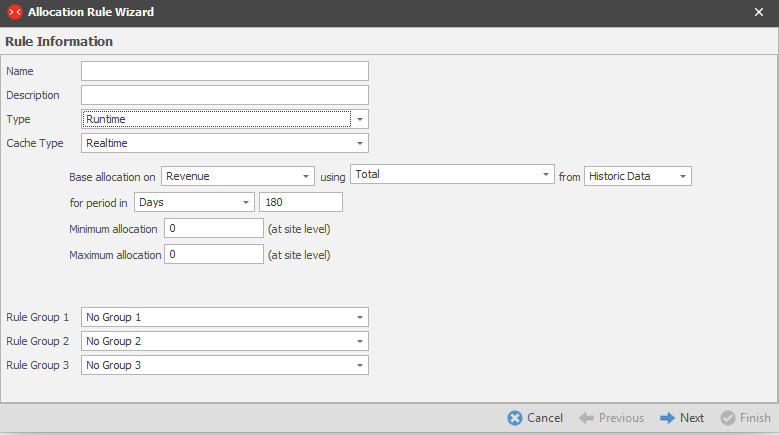 Allocation Rule Wizard
Rule Information
Name
Description
Type Runtime
Cache Type Realtime
Base allocation on Revenue using Total from Historic Data
for period in Days 180
Minimum allocation 0 (at site level)
Maximum allocation 0 (at site level)
Rule Group 1 No Group 1
Rule Group 2 No Group 2
Rule Group 3 No Group 3
Cancel Previous Next Finish